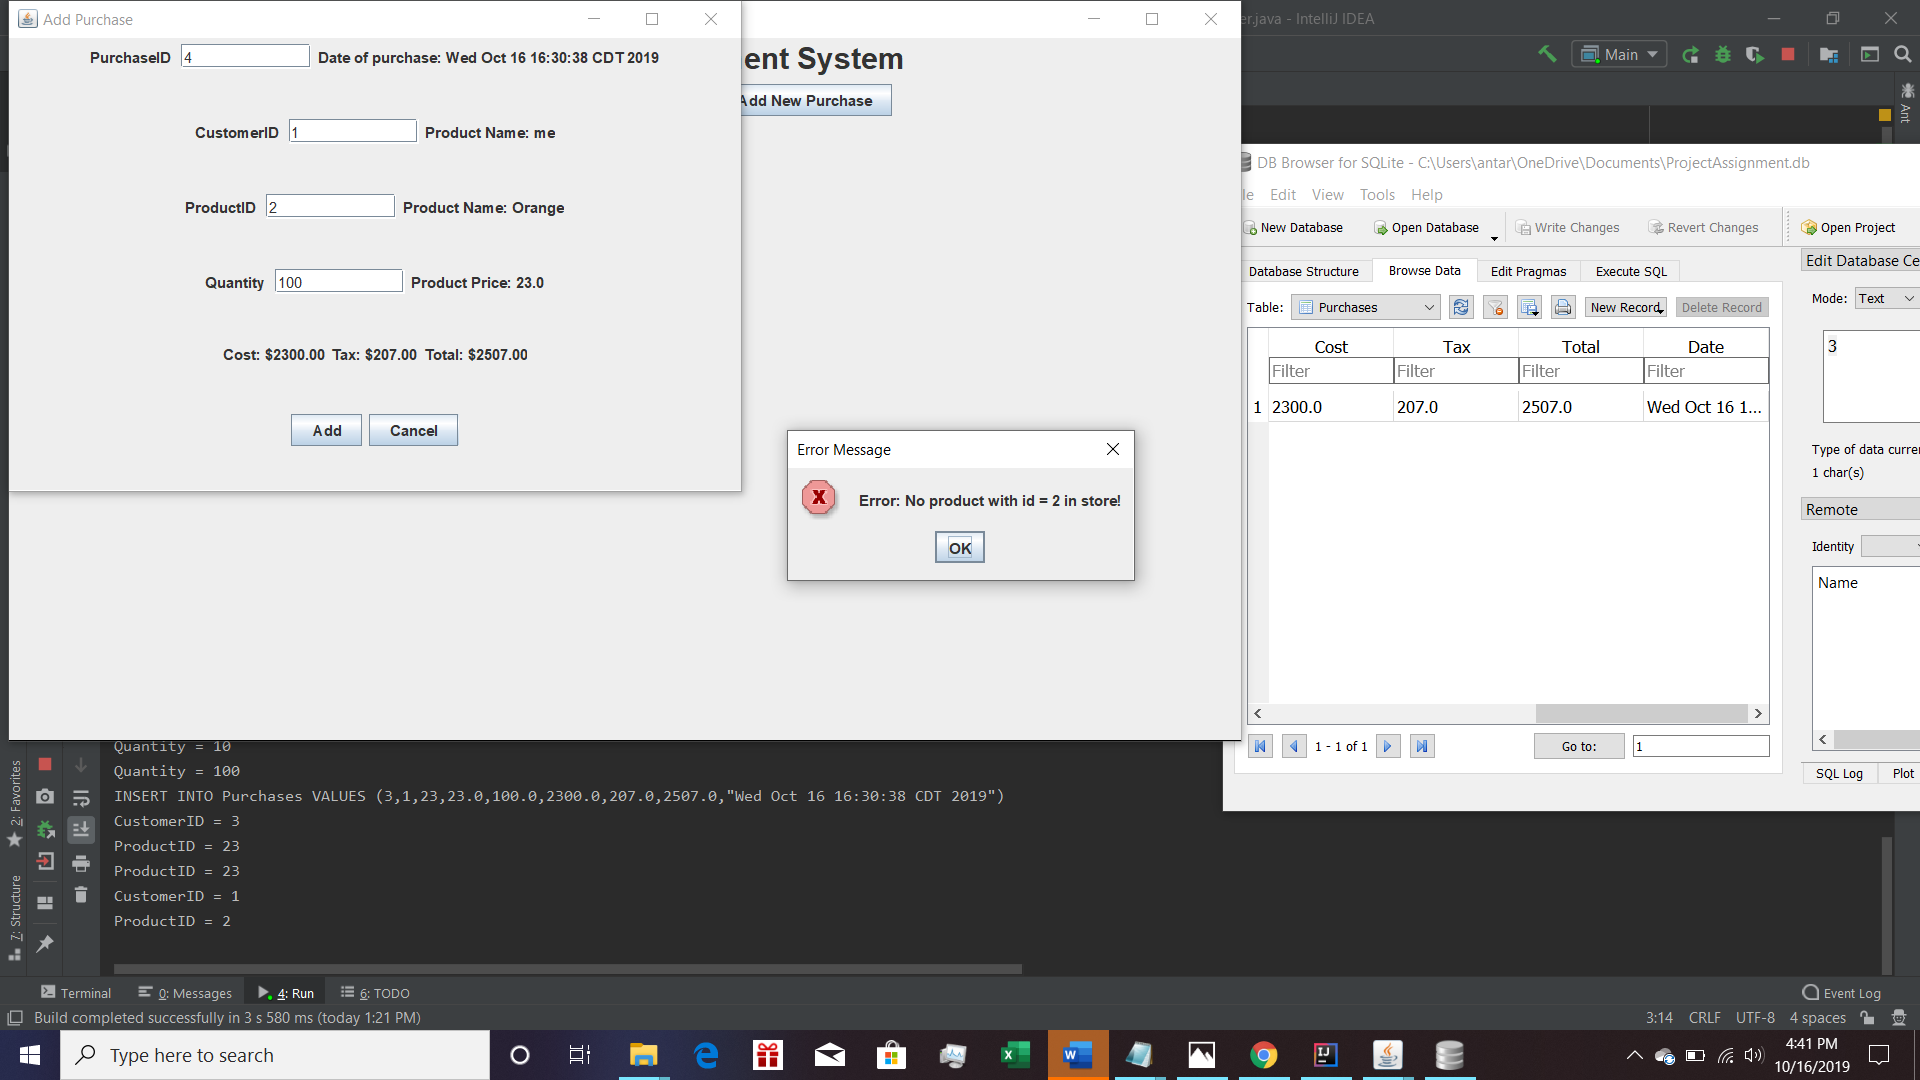 Add Purchase
PurchaseID 4 Date of purchase: Wed Oct 16 16:30:38 CDT 2019
CustomerID 1 Product Name: me
ProductID 2 Product Name: Orange
Quantity 100 Product Price: 23.0
Cost: $2300.00 Tax: $207.00 Total: $2507.00
Add Cancel
ent System
Add New Purchase
Error Message
X
Error: No product with id = 2 in store!
OK
er.java - IntelliJ IDEA
Main
Ant
DB Browser for SQLite - C:\Users\antar\OneDrive\Documents\ProjectAssignment.db
le Edit View Tools Help
New Database Open Database Write Changes Revert Changes Open Project
Database Structure Browse Data Edit Pragmas Execute SQL
Table: Purchases New Record Delete Record
Cost Tax Total Date
Filter Filter Filter Filter
1 2300.0 207.0 2507.0 Wed Oct 16 1...
1 - 1 of 1 Go to: 1
Edit Database Ce
Mode: Text
3
Type of data curre
1 char(s)
Remote
Identity
Name
SQL Log Plot
Quantity = 10
Quantity = 100
INSERT INTO Purchases VALUES (3,1,23,23.0,100.0,2300.0,207.0,2507.0,"Wed Oct 16 16:30:38 CDT 2019")
CustomerID = 3
ProductID = 23
ProductID = 23
CustomerID = 1
ProductID = 2
2: Favorites
7: Structure
Terminal 0: Messages 4: Run 6: TODO Event Log
Build completed successfully in 3 s 580 ms (today 1:21 PM) 3:14 CRLF UTF-8 4 spaces
Type here to search
4:41 PM
10/16/2019